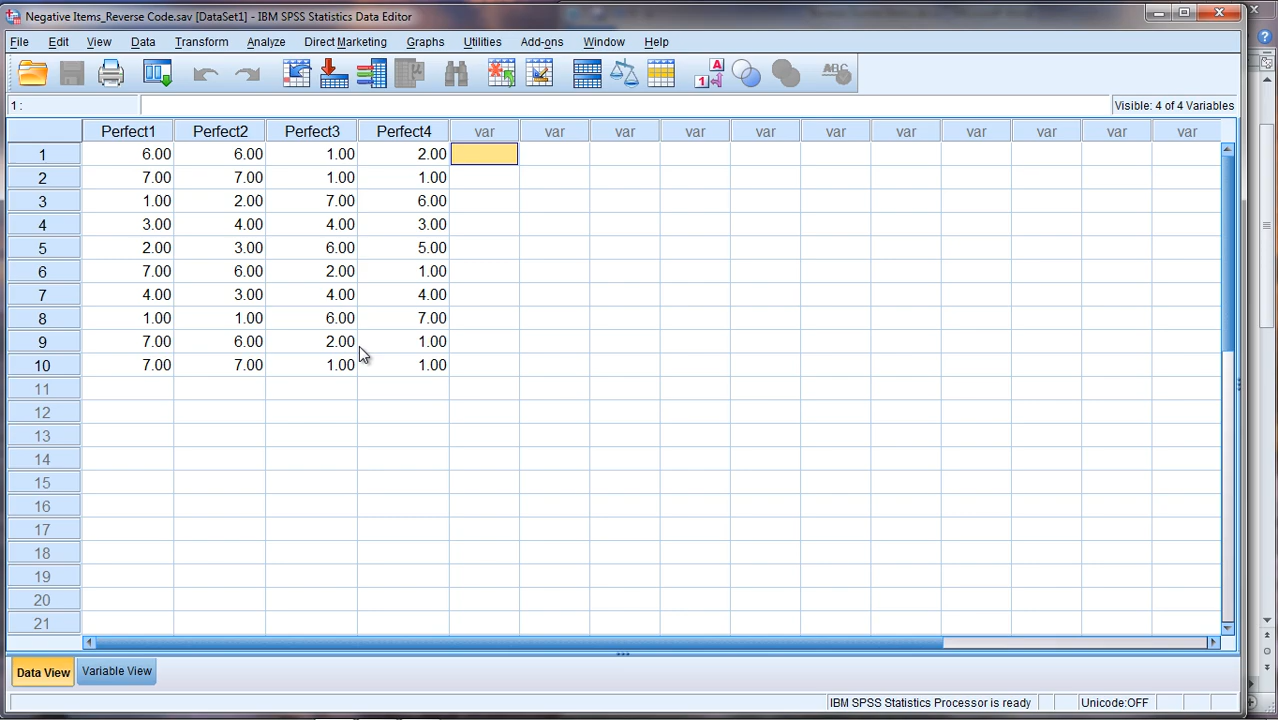 Negative Items_Reverse Code.sav [DataSet1] - IBM SPSS Statistics Data Editor
File Edit View Data Transform Analyze Direct Marketing Graphs Utilities Add-ons Window Help
1 A ABC
1 : Visible: 4 of 4 Variables
Perfect1 Perfect2 Perfect3 Perfect4 var var var var var var var var var var var
1 6.00 6.00 1.00 2.00
2 7.00 7.00 1.00 1.00
3 1.00 2.00 7.00 6.00
4 3.00 4.00 4.00 3.00
5 2.00 3.00 6.00 5.00
6 7.00 6.00 2.00 1.00
7 4.00 3.00 4.00 4.00
8 1.00 1.00 6.00 7.00
9 7.00 6.00 2.00 1.00
10 7.00 7.00 1.00 1.00
11
12
13
14
15
16
17
18
19
20
21
Data View Variable View
IBM SPSS Statistics Processor is ready Unicode:OFF